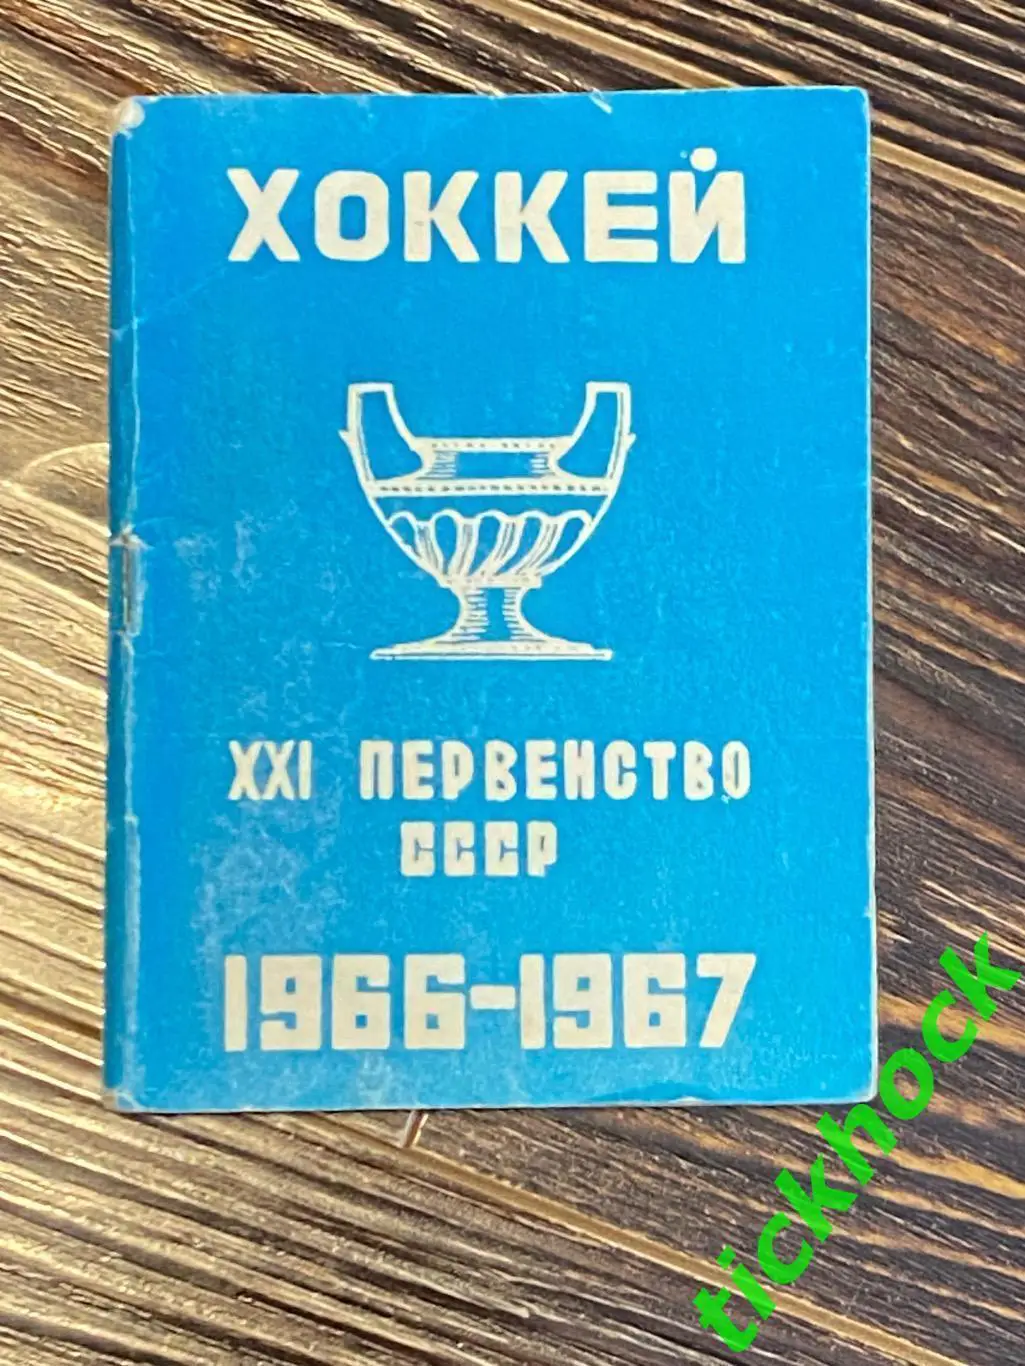 ХОККЕЙ
XXI ПЕРВЕНСТВО
СССР
1966-1967
tickhock